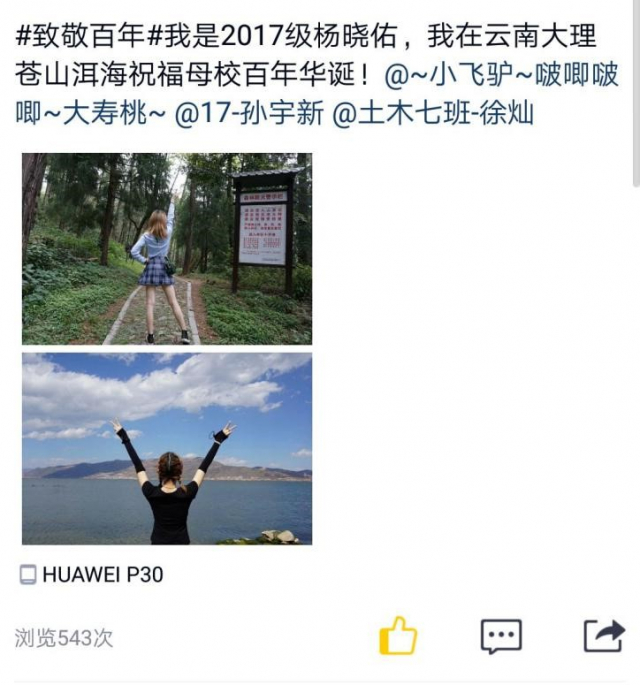 #致敬百年#我是2017级杨晓佑，我在云南大理
苍山洱海祝福母校百年华诞！@~小飞驴~啵唧啵
唧~大寿桃~ @17-孙宇新 @土木七班-徐灿
HUAWEI P30
浏览543次